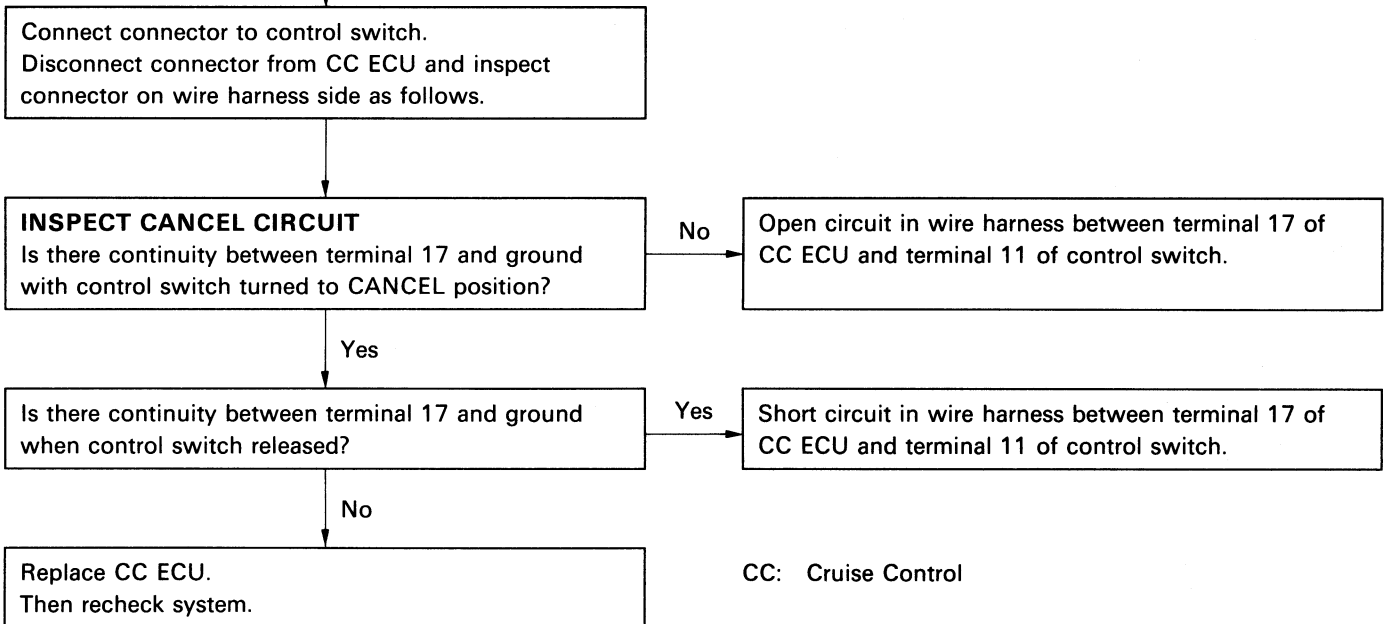 Connect connector to control switch.
Disconnect connector from CC ECU and inspect
connector on wire harness side as follows.
INSPECT CANCEL CIRCUIT
Is there continuity between terminal 17 and ground
with control switch turned to CANCEL position?
No
Open circuit in wire harness between terminal 17 of
CC ECU and terminal 11 of control switch.
Yes
Is there continuity between terminal 17 and ground
when control switch released?
Yes
Short circuit in wire harness between terminal 17 of
CC ECU and terminal 11 of control switch.
No
Replace CC ECU.
Then recheck system.
CC: Cruise Control